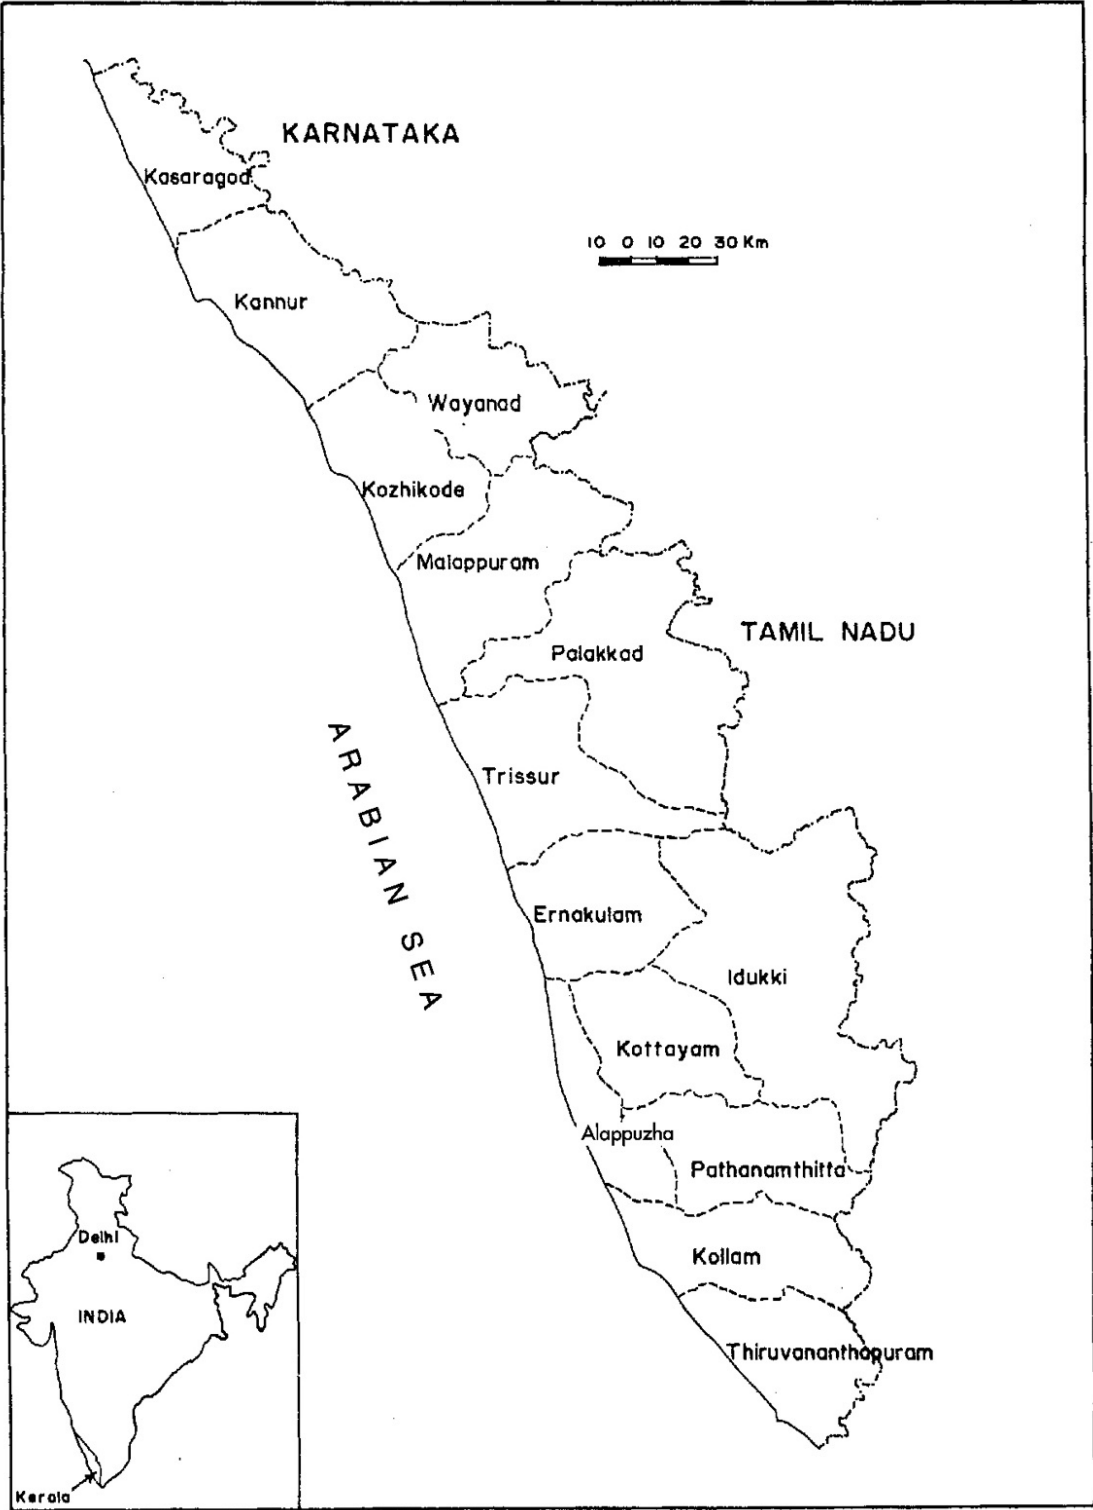 KARNATAKA
Kasaragod
10 0 10 20 30 Km
Kannur
Wayanad
Kozhikode
Malappuram
TAMIL NADU
Palakkad
Trissur
ARABIAN SEA
Ernakulam
Idukki
Kottayam
Alappuzha
Pathanamthitta
Kollam
Thiruvananthapuram
Delhi
INDIA
Kerala